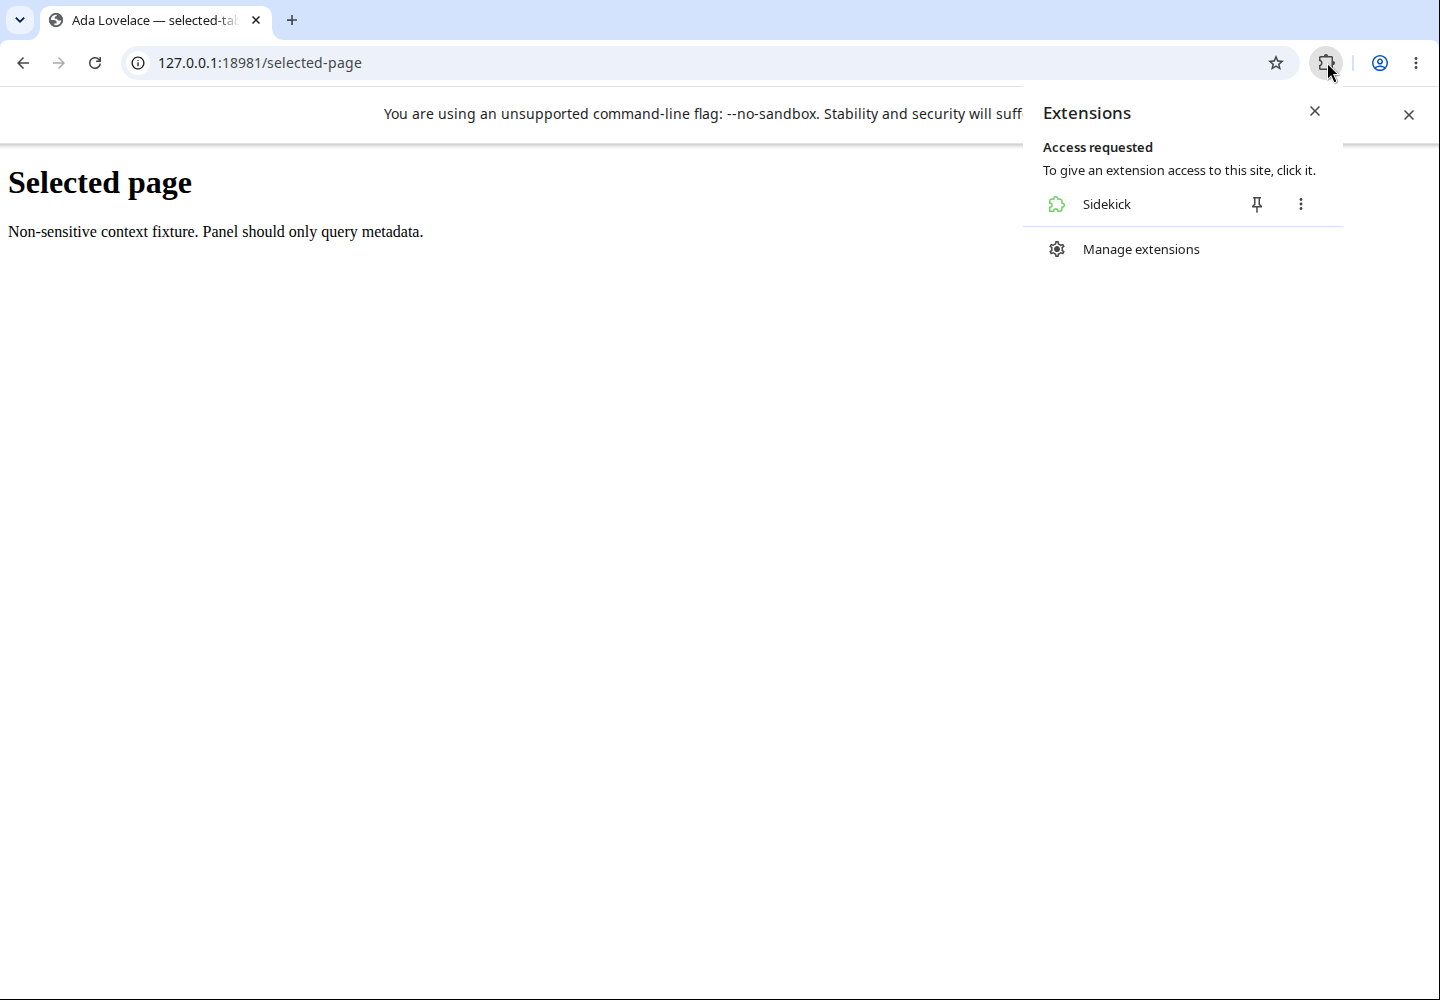 Ada Lovelace — selected-ta
127.0.0.1:18981/selected-page
You are using an unsupported command-line flag: --no-sandbox. Stability and security will suff
Extensions
Access requested
To give an extension access to this site, click it.
Sidekick
Manage extensions
Selected page
Non-sensitive context fixture. Panel should only query metadata.